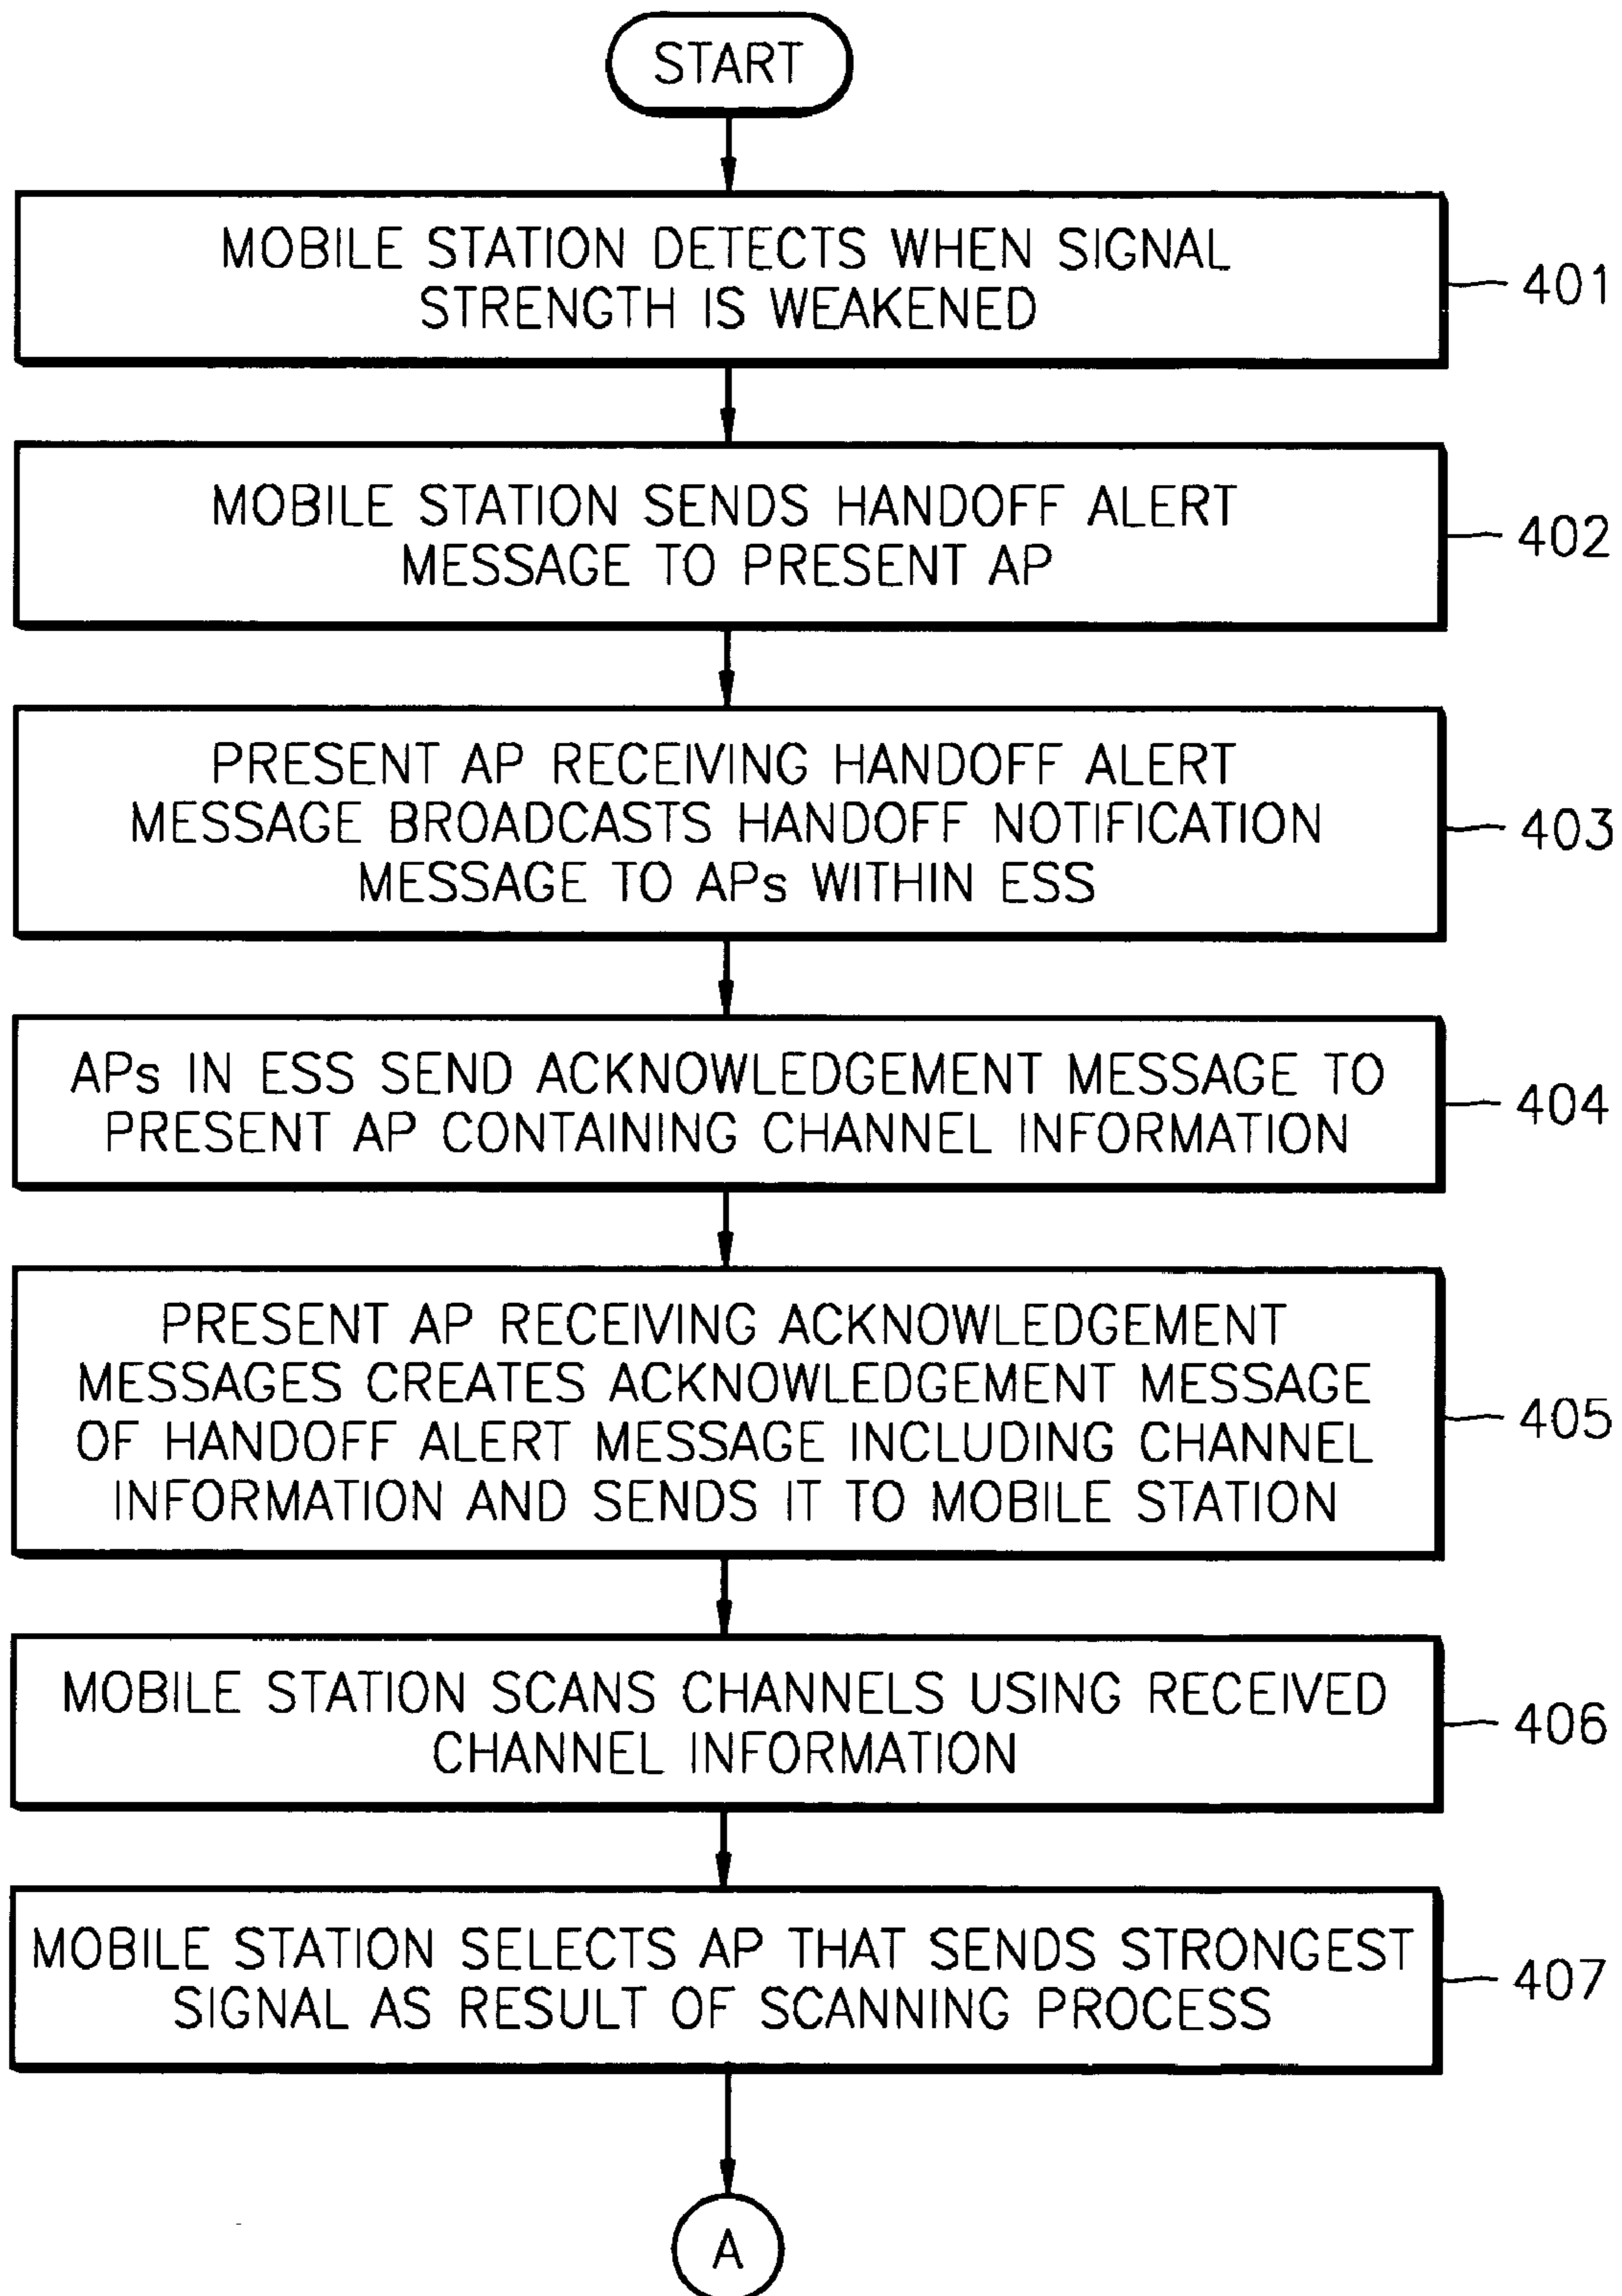 START
MOBILE STATION DETECTS WHEN SIGNAL
STRENGTH IS WEAKENED
401
MOBILE STATION SENDS HANDOFF ALERT
MESSAGE TO PRESENT AP
402
PRESENT AP RECEIVING HANDOFF ALERT
MESSAGE BROADCASTS HANDOFF NOTIFICATION
MESSAGE TO APs WITHIN ESS
403
APs IN ESS SEND ACKNOWLEDGEMENT MESSAGE TO
PRESENT AP CONTAINING CHANNEL INFORMATION
404
PRESENT AP RECEIVING ACKNOWLEDGEMENT
MESSAGES CREATES ACKNOWLEDGEMENT MESSAGE
OF HANDOFF ALERT MESSAGE INCLUDING CHANNEL
INFORMATION AND SENDS IT TO MOBILE STATION
405
MOBILE STATION SCANS CHANNELS USING RECEIVED
CHANNEL INFORMATION
406
MOBILE STATION SELECTS AP THAT SENDS STRONGEST
SIGNAL AS RESULT OF SCANNING PROCESS
407
A